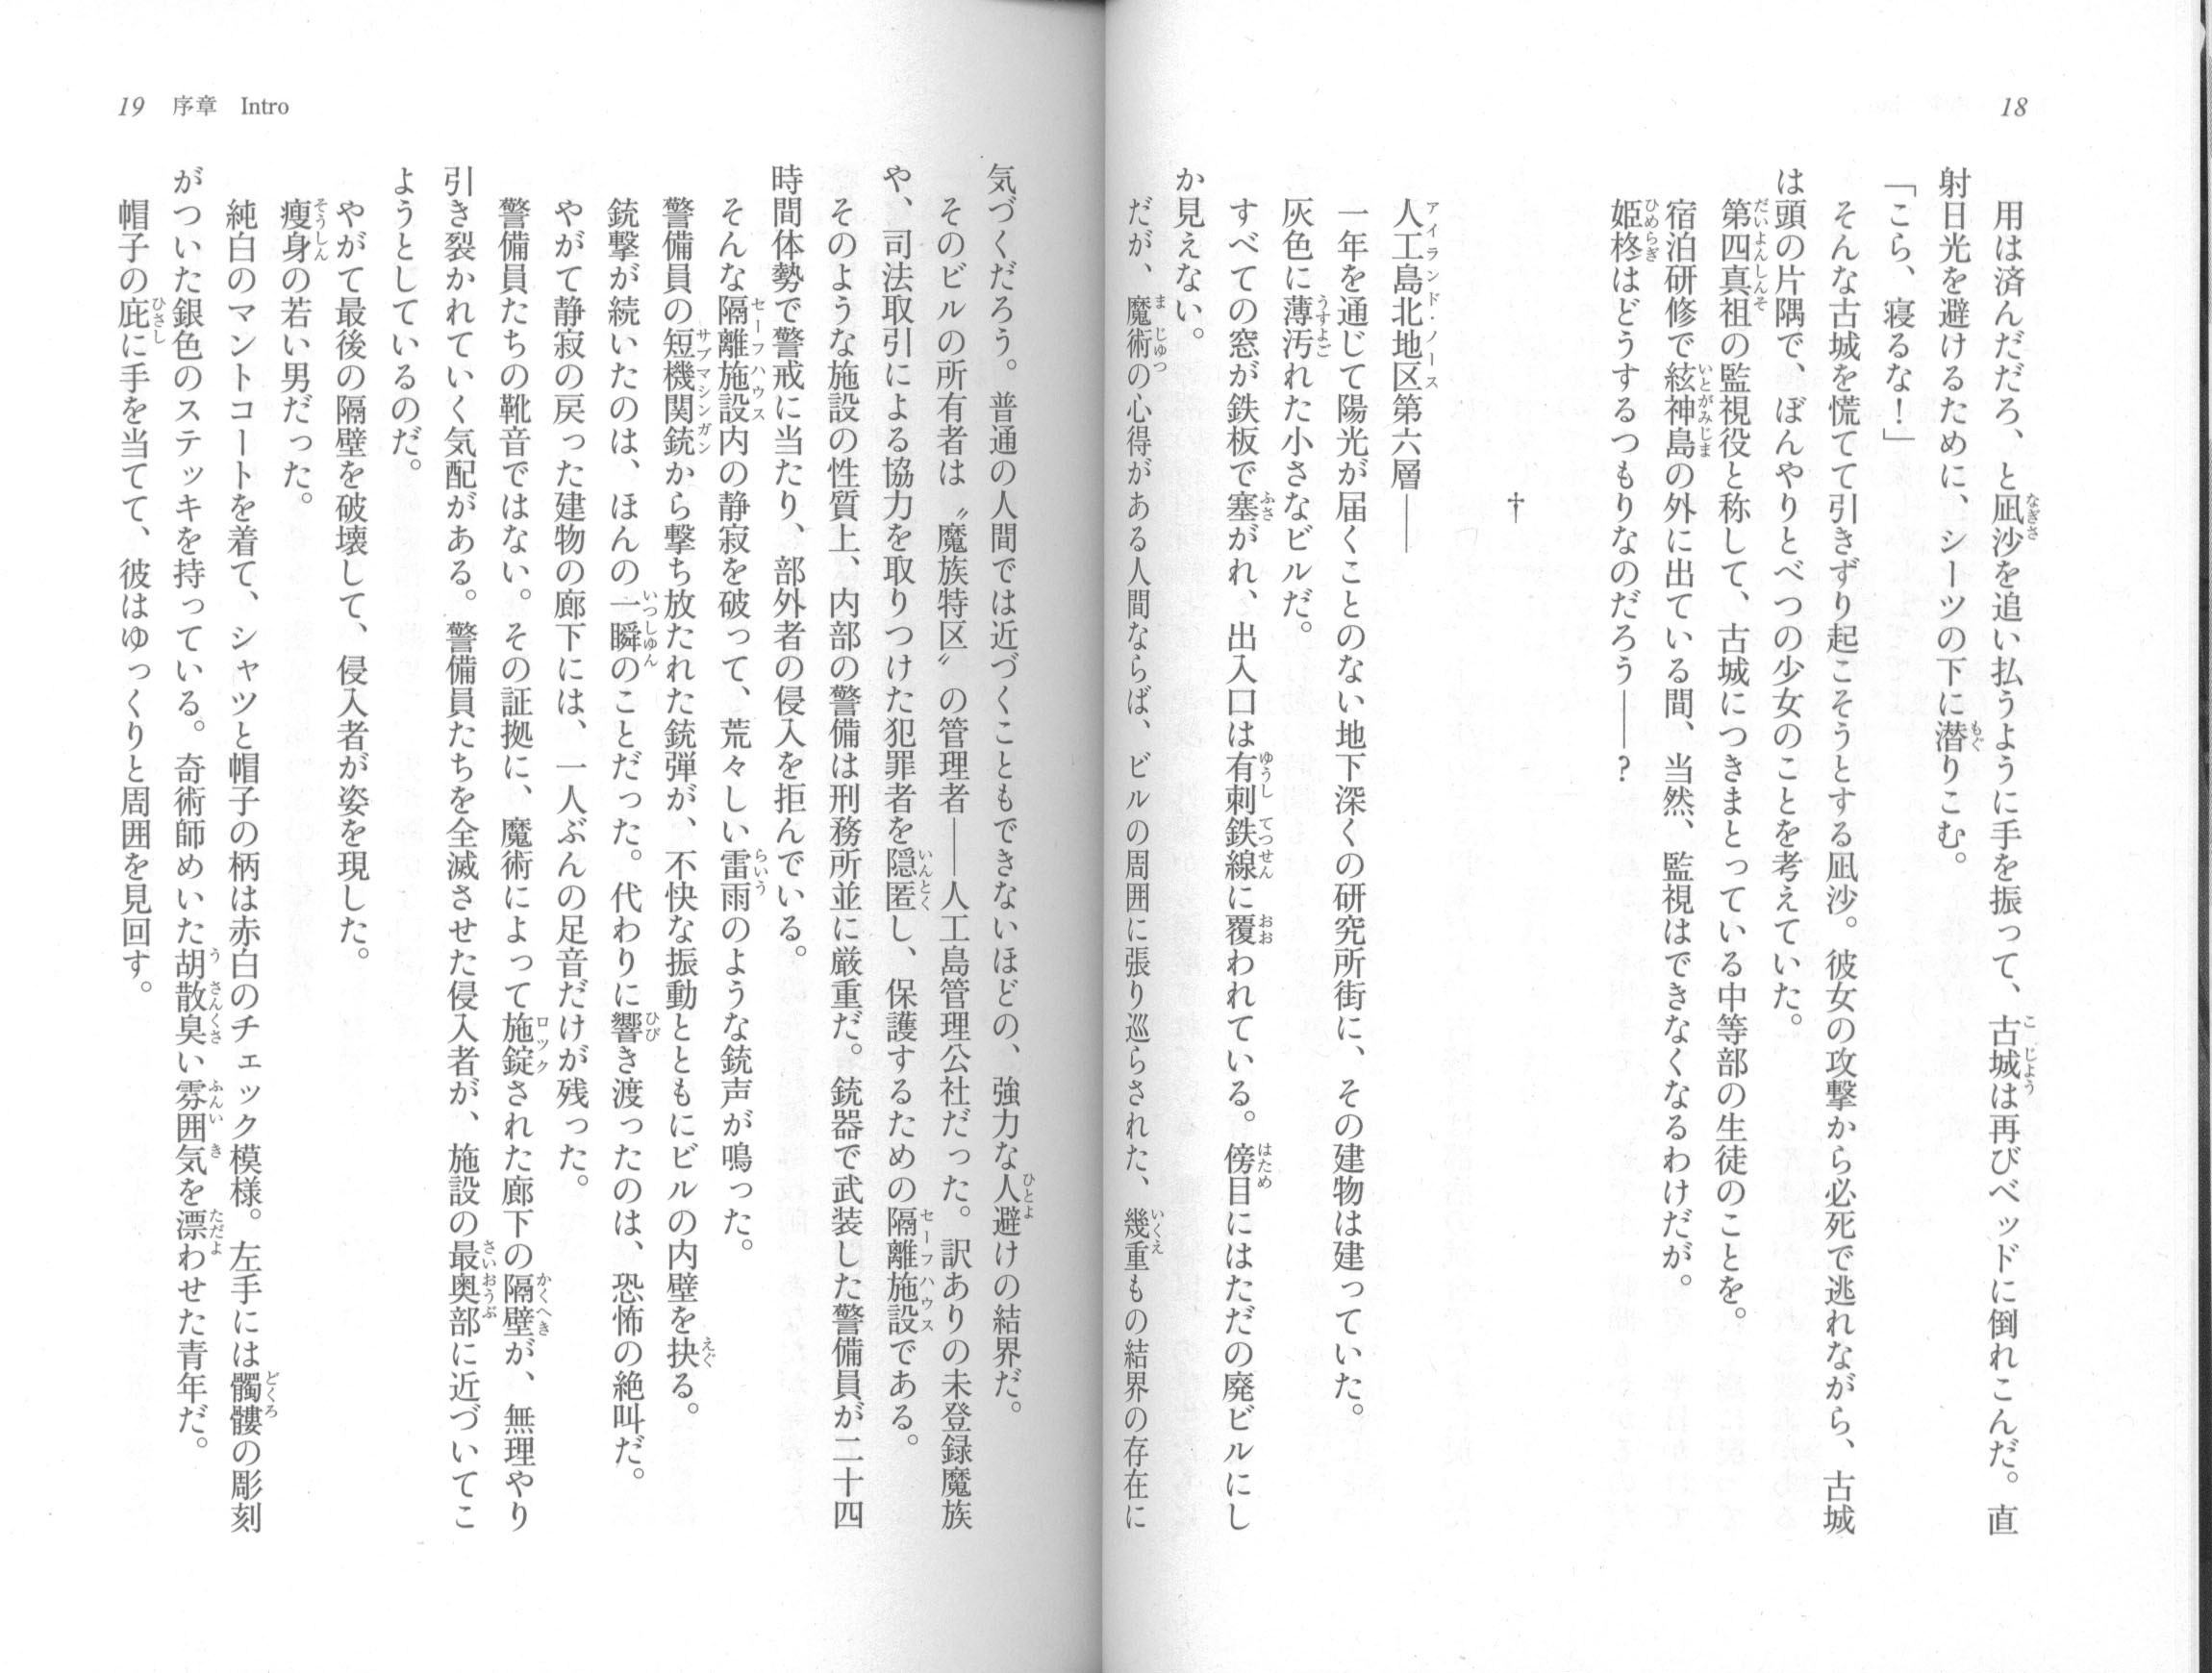 18
用は済んだだろ、と凪沙を追い払うように手を振って、古城は再びベッドに倒れこんだ。直
射日光を避けるために、シーツの下に潜りこむ。
「こら、寝るな！」
そんな古城を慌てて引きずり起こそうとする凪沙。彼女の攻撃から必死で逃れながら、古城
は頭の片隅で、ぼんやりとべつの少女のことを考えていた。
第四真祖の監視役と称して、古城につきまとっている中等部の生徒のことを。
宿泊研修で絃神島の外に出ている間、当然、監視はできなくなるわけだが。
姫柊はどうするつもりなのだろう――？
†
人工島北地区第六層――
一年を通じて陽光が届くことのない地下深くの研究所街に、その建物は建っていた。
灰色に薄汚れた小さなビルだ。
すべての窓が鉄板で塞がれ、出入口は有刺鉄線に覆われている。傍目にはただの廃ビルにし
か見えない。
だが、魔術の心得がある人間ならば、ビルの周囲に張り巡らされた、幾重もの結界の存在に
19 序章 Intro
気づくだろう。普通の人間では近づくこともできないほどの、強力な人避けの結界だ。
そのビルの所有者は〝魔族特区〟の管理者――人工島管理公社だった。訳ありの未登録魔族
や、司法取引による協力を取りつけた犯罪者を隠匿し、保護するための隔離施設である。
そのような施設の性質上、内部の警備は刑務所並に厳重だ。銃器で武装した警備員が二十四
時間体勢で警戒に当たり、部外者の侵入を拒んでいる。
そんな隔離施設内の静寂を破って、荒々しい雷雨のような銃声が鳴った。
警備員の短機関銃から撃ち放たれた銃弾が、不快な振動とともにビルの内壁を抉る。
銃撃が続いたのは、ほんの一瞬のことだった。代わりに響き渡ったのは、恐怖の絶叫だ。
やがて静寂の戻った建物の廊下には、一人ぶんの足音だけが残った。
警備員たちの靴音ではない。その証拠に、魔術によって施錠された廊下の隔壁が、無理やり
引き裂かれていく気配がある。警備員たちを全滅させた侵入者が、施設の最奥部に近づいてこ
ようとしているのだ。
やがて最後の隔壁を破壊して、侵入者が姿を現した。
痩身の若い男だった。
純白のマントコートを着て、シャツと帽子の柄は赤白のチェック模様。左手には髑髏の彫刻
がついた銀色のステッキを持っている。奇術師めいた胡散臭い雰囲気を漂わせた青年だ。
帽子の庇に手を当てて、彼はゆっくりと周囲を見回す。